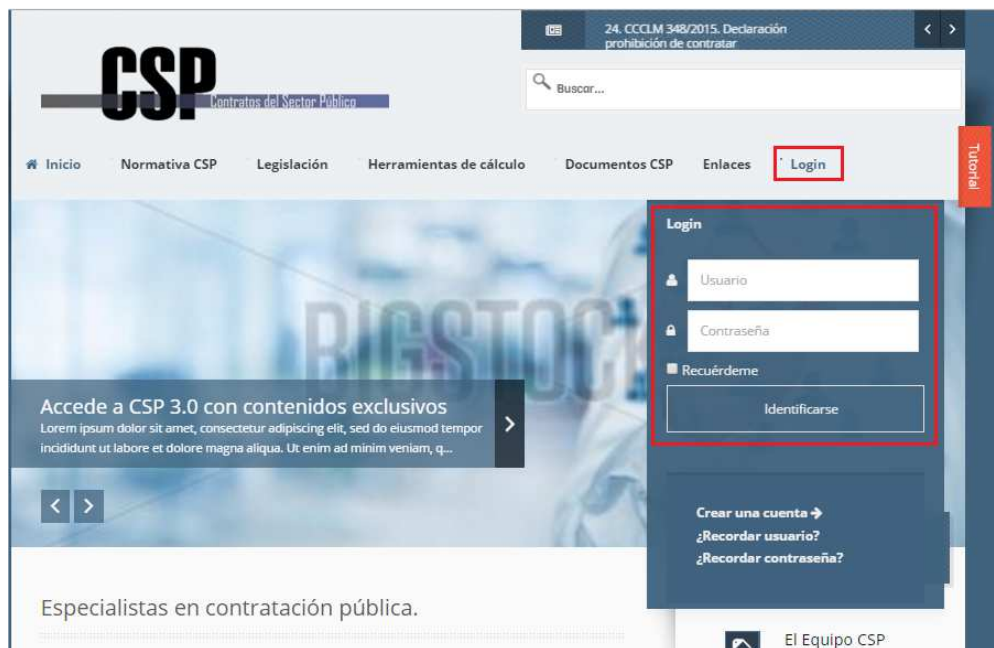 24. CCCLM 348/2015. Declaración
prohibición de contratar
CSP
Contratos del Sector Público
Buscar...
Inicio Normativa CSP Legislación Herramientas de cálculo Documentos CSP Enlaces Login
Tutorial
Login
Usuario
Contraseña
Recuérdeme
Identificarse
BIGSTOCK
Accede a CSP 3.0 con contenidos exclusivos
Lorem ipsum dolor sit amet, consectetur adipiscing elit, sed do eiusmod tempor
incididunt ut labore et dolore magna aliqua. Ut enim ad minim veniam, q...
Crear una cuenta
¿Recordar usuario?
¿Recordar contraseña?
Especialistas en contratación pública.
El Equipo CSP